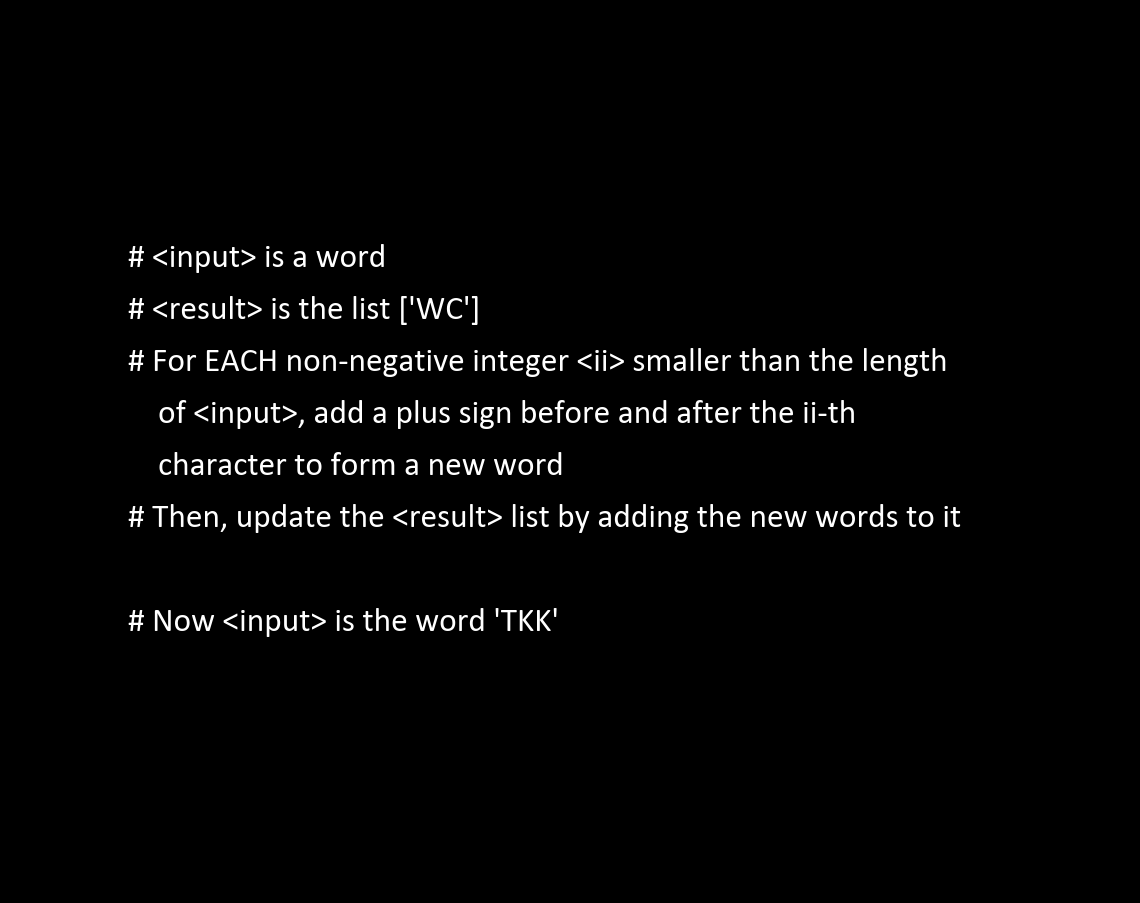 # <input> is a word
# <result> is the list ['WC']
# For EACH non-negative integer <ii> smaller than the length
of <input>, add a plus sign before and after the ii-th
character to form a new word
# Then, update the <result> list by adding the new words to it
# Now <input> is the word 'TKK'